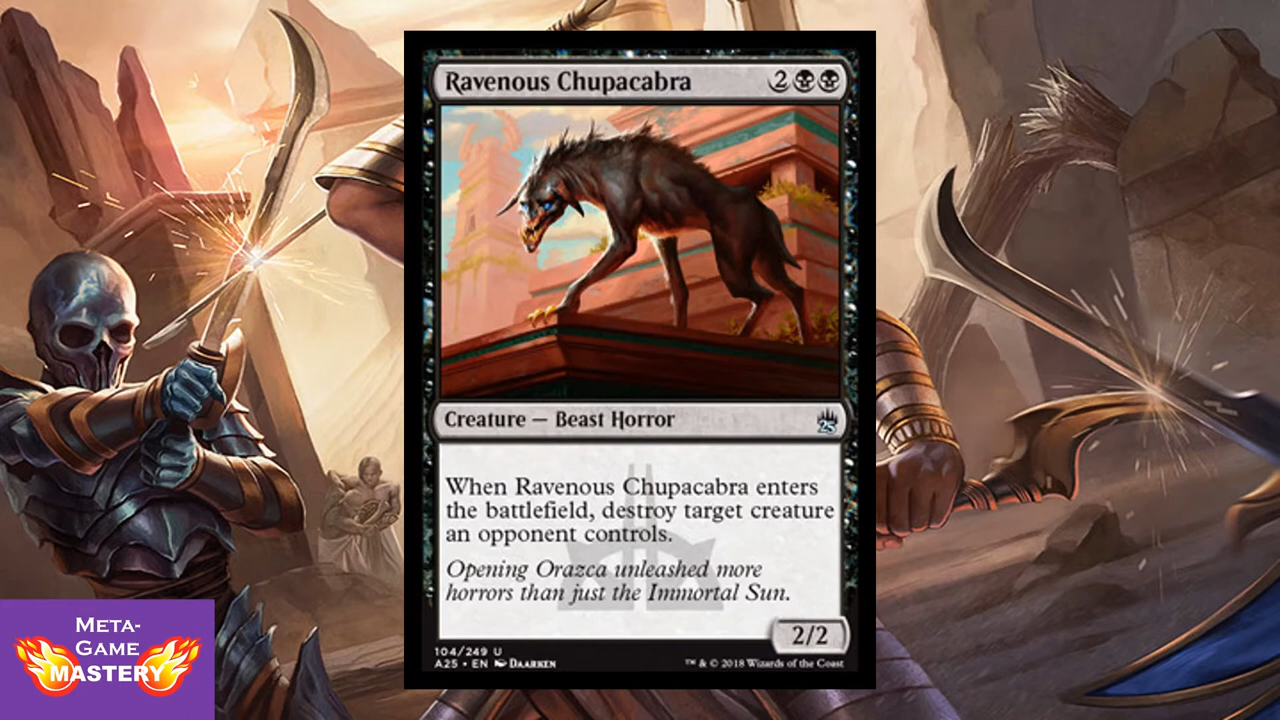 Ravenous Chupacabra 2
Creature — Beast Horror
25
When Ravenous Chupacabra enters
the battlefield, destroy target creature
an opponent controls.
Opening Orazca unleashed more
horrors than just the Immortal Sun.
2/2
104/249 U
A25 • EN Daarken
™ & © 2018 Wizards of the Coast
Meta-
Game
MASTERY